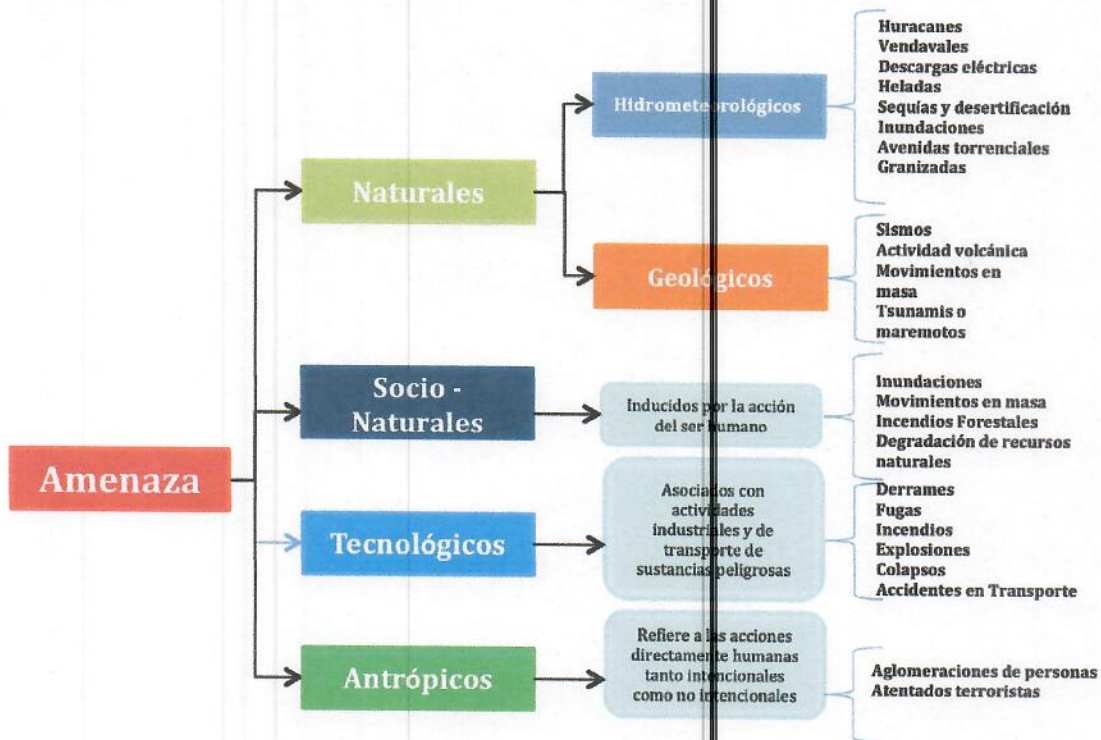 Amenaza
Naturales
Hidrometeorológicos
Huracanes
Vendavales
Descargas eléctricas
Heladas
Sequías y desertificación
Inundaciones
Avenidas torrenciales
Granizadas
Geológicos
Sismos
Actividad volcánica
Movimientos en
masa
Tsunamis o
maremotos
Socio -
Naturales
Inducidos por la acción
del ser humano
Inundaciones
Movimientos en masa
Incendios Forestales
Degradación de recursos
naturales
Tecnológicos
Asociados con
actividades
industriales y de
transporte de
sustancias peligrosas
Derrames
Fugas
Incendios
Explosiones
Colapsos
Accidentes en Transporte
Antrópicos
Refiere a las acciones
directamente humanas
tanto intencionales
como no intencionales
Aglomeraciones de personas
Atentados terroristas